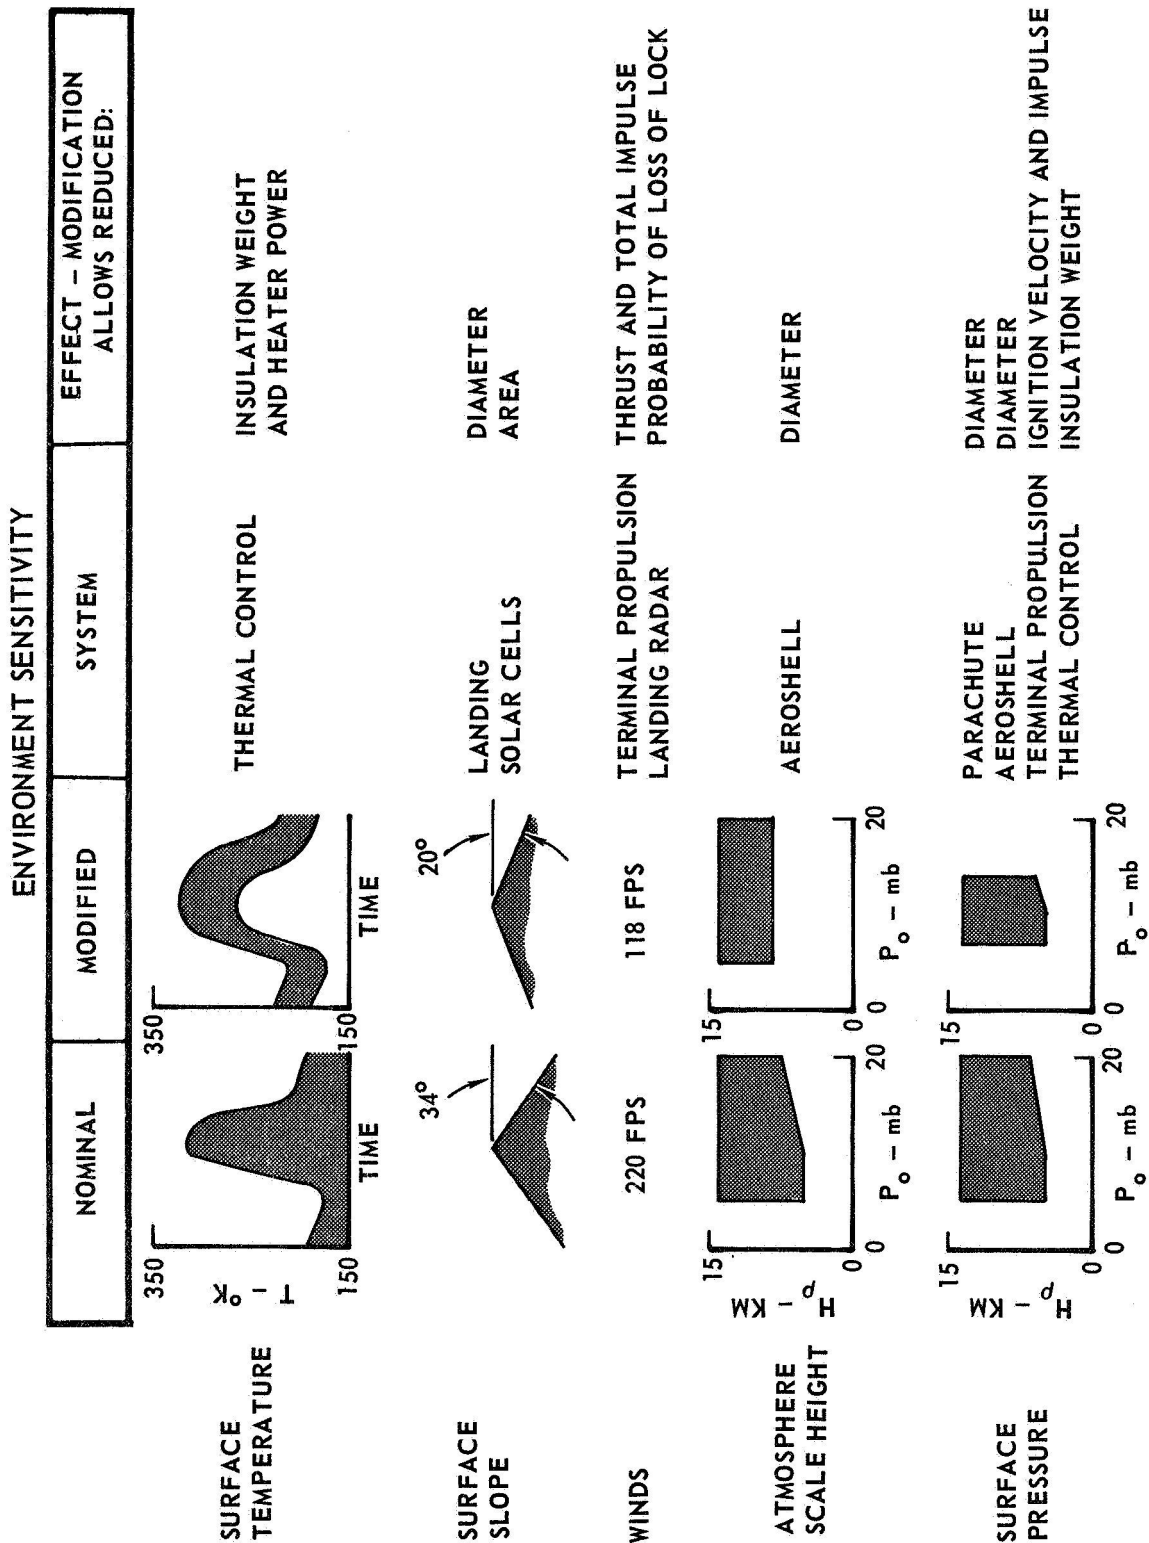 ENVIRONMENT SENSITIVITY
NOMINAL
MODIFIED
SYSTEM
EFFECT – MODIFICATION
ALLOWS REDUCED:
SURFACE
TEMPERATURE
350
T – °K
150
TIME
350
150
TIME
THERMAL CONTROL
INSULATION WEIGHT
AND HEATER POWER
SURFACE
SLOPE
34°
20°
LANDING
SOLAR CELLS
DIAMETER
AREA
WINDS
220 FPS
118 FPS
TERMINAL PROPULSION
LANDING RADAR
THRUST AND TOTAL IMPULSE
PROBABILITY OF LOSS OF LOCK
ATMOSPHERE
SCALE HEIGHT
15
Hρ – KM
0
0
20
Po – mb
15
0
0
20
Po – mb
AEROSHELL
DIAMETER
SURFACE
PRESSURE
15
Hρ – KM
0
0
20
Po – mb
15
0
0
20
Po – mb
PARACHUTE
AEROSHELL
TERMINAL PROPULSION
THERMAL CONTROL
DIAMETER
DIAMETER
IGNITION VELOCITY AND IMPULSE
INSULATION WEIGHT